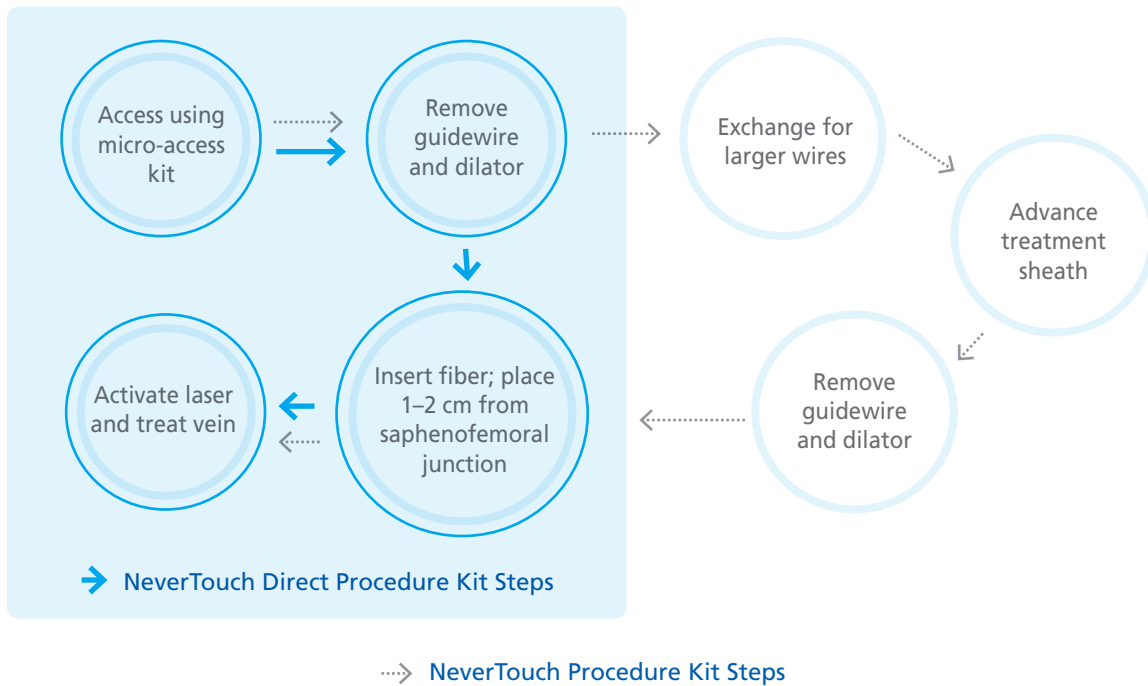 Access using
micro-access
kit
Remove
guidewire
and dilator
Exchange for
larger wires
Advance
treatment
sheath
Remove
guidewire
and dilator
Insert fiber; place
1–2 cm from
saphenofemoral
junction
Activate laser
and treat vein
NeverTouch Direct Procedure Kit Steps
NeverTouch Procedure Kit Steps